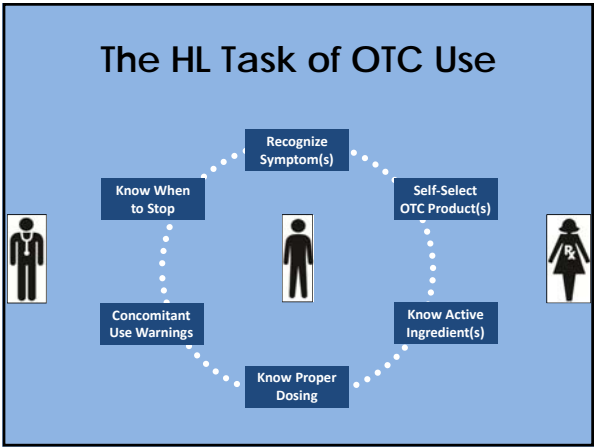 The HL Task of OTC Use
Recognize
Symptom(s)
Self-Select
OTC Product(s)
Know Active
Ingredient(s)
Know Proper
Dosing
Concomitant
Use Warnings
Know When
to Stop
Rx